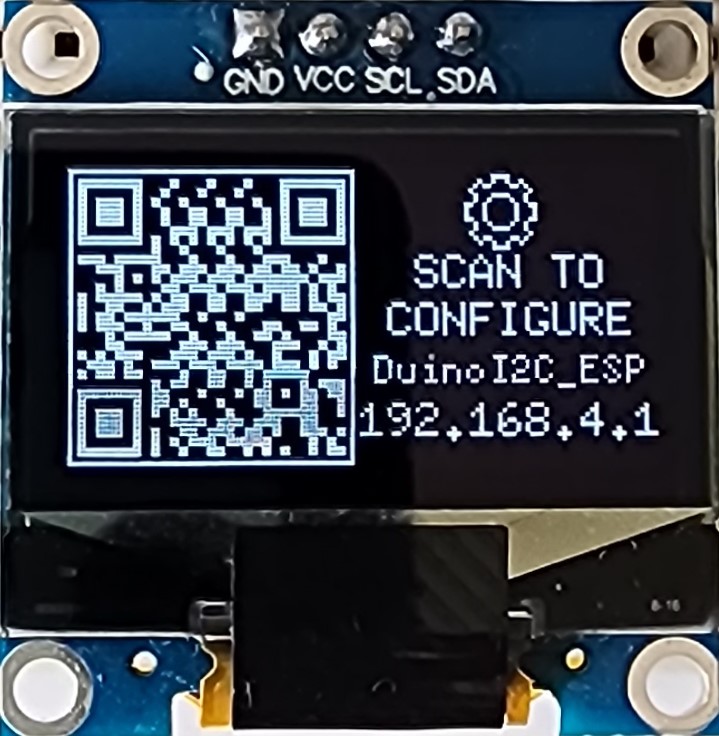 GND VCC SCL SDA
SCAN TO
CONFIGURE
DuinoI2C_ESP
192.168.4.1